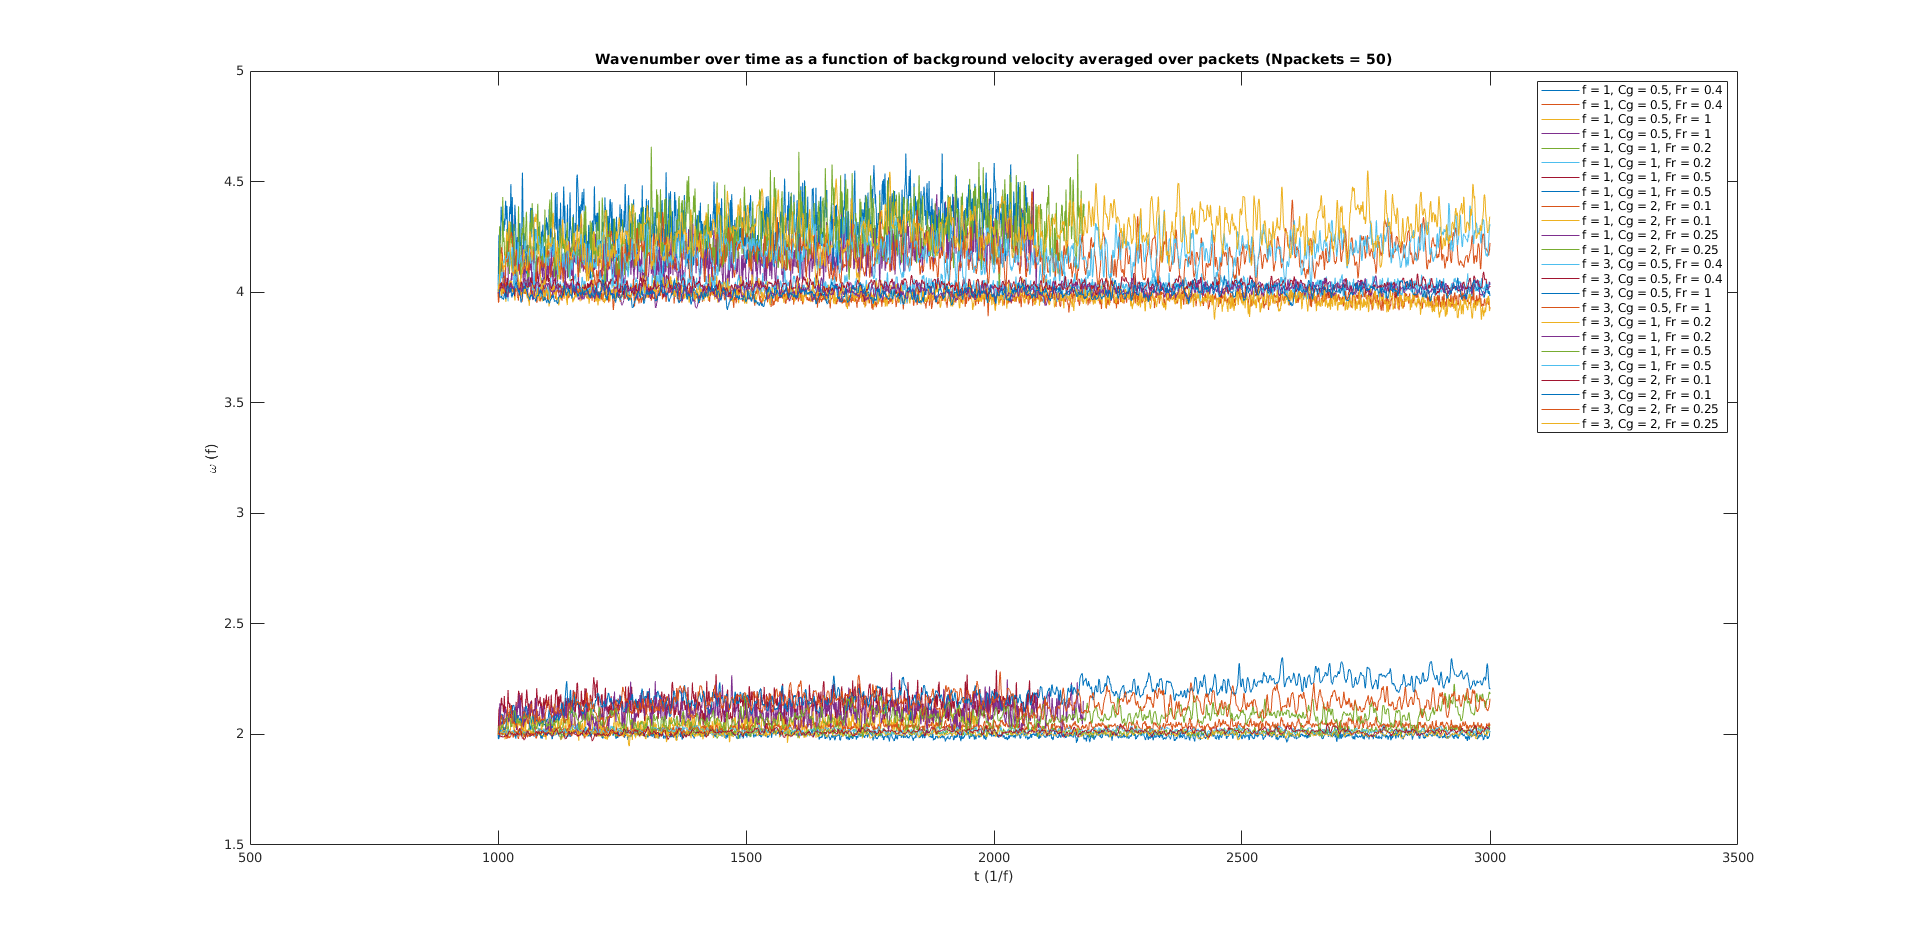 Wavenumber over time as a function of background velocity averaged over packets (Npackets = 50)
5
4.5
4
3.5
3
2.5
2
1.5
ω (f)
500
1000
1500
2000
2500
3000
3500
t (1/f)
f = 1, Cg = 0.5, Fr = 0.4
f = 1, Cg = 0.5, Fr = 0.4
f = 1, Cg = 0.5, Fr = 1
f = 1, Cg = 0.5, Fr = 1
f = 1, Cg = 1, Fr = 0.2
f = 1, Cg = 1, Fr = 0.2
f = 1, Cg = 1, Fr = 0.5
f = 1, Cg = 1, Fr = 0.5
f = 1, Cg = 2, Fr = 0.1
f = 1, Cg = 2, Fr = 0.1
f = 1, Cg = 2, Fr = 0.25
f = 1, Cg = 2, Fr = 0.25
f = 3, Cg = 0.5, Fr = 0.4
f = 3, Cg = 0.5, Fr = 0.4
f = 3, Cg = 0.5, Fr = 1
f = 3, Cg = 0.5, Fr = 1
f = 3, Cg = 1, Fr = 0.2
f = 3, Cg = 1, Fr = 0.2
f = 3, Cg = 1, Fr = 0.5
f = 3, Cg = 1, Fr = 0.5
f = 3, Cg = 2, Fr = 0.1
f = 3, Cg = 2, Fr = 0.1
f = 3, Cg = 2, Fr = 0.25
f = 3, Cg = 2, Fr = 0.25